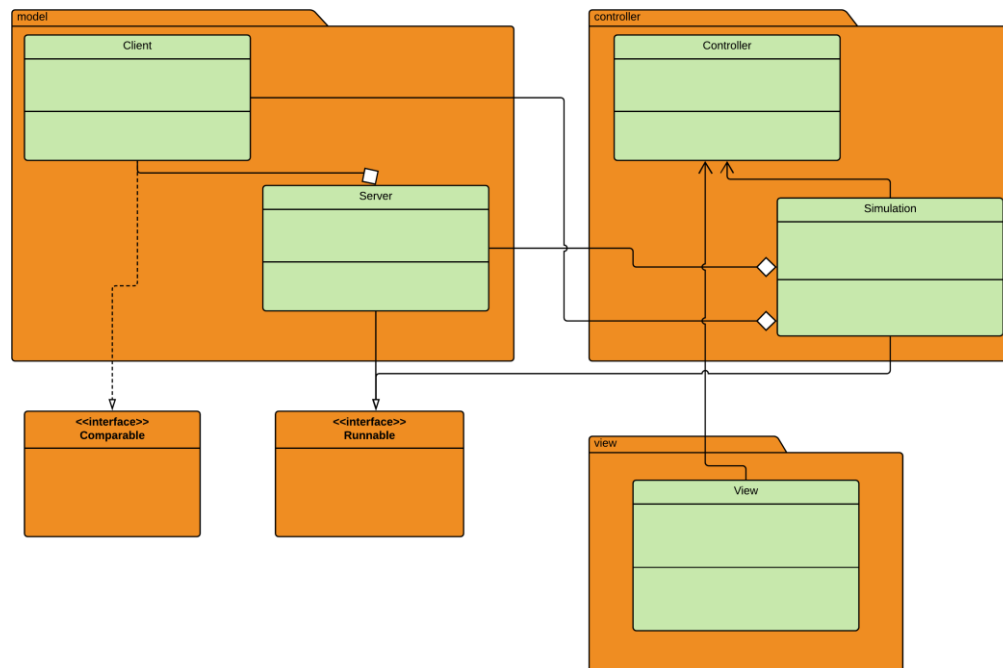 model
controller
Client
Controller
Server
Simulation
<<interface>>
Comparable
<<interface>>
Runnable
view
View